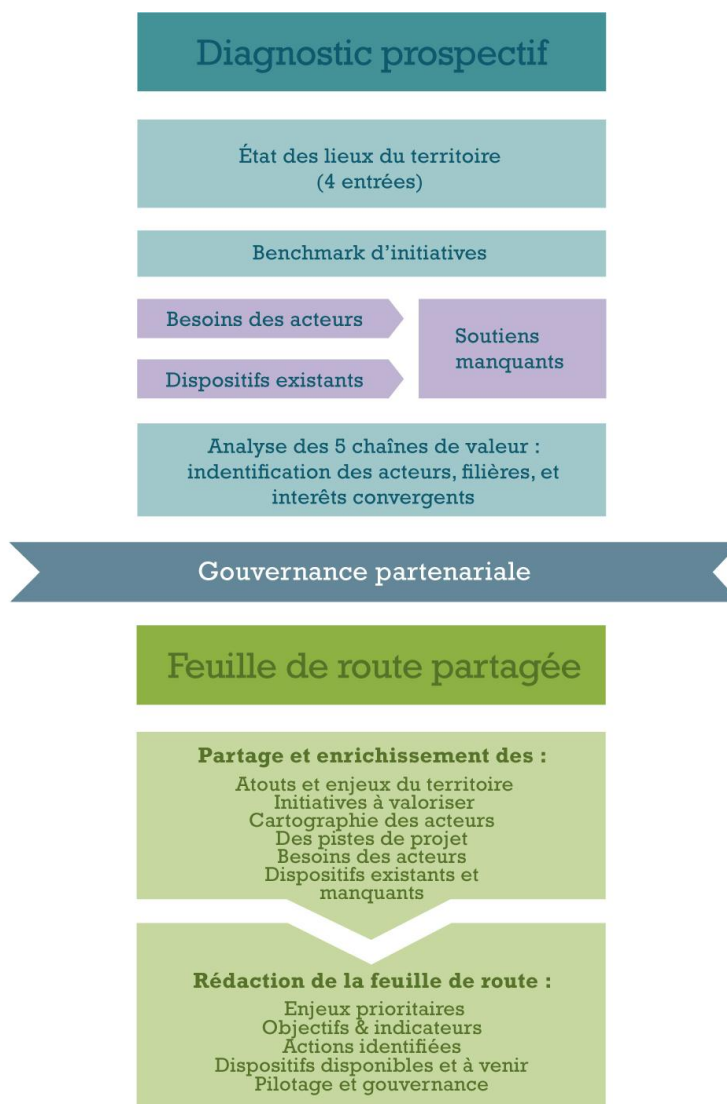 Diagnostic prospectif
État des lieux du territoire
(4 entrées)
Benchmark d'initiatives
Besoins des acteurs
Dispositifs existants
Soutiens
manquants
Analyse des 5 chaînes de valeur :
indentification des acteurs, filières, et
interêts convergents
Gouvernance partenariale
Feuille de route partagée
Partage et enrichissement des :
Atouts et enjeux du territoire
Initiatives à valoriser
Cartographie des acteurs
Des pistes de projet
Besoins des acteurs
Dispositifs existants et
manquants
Rédaction de la feuille de route :
Enjeux prioritaires
Objectifs & indicateurs
Actions identifiées
Dispositifs disponibles et à venir
Pilotage et gouvernance